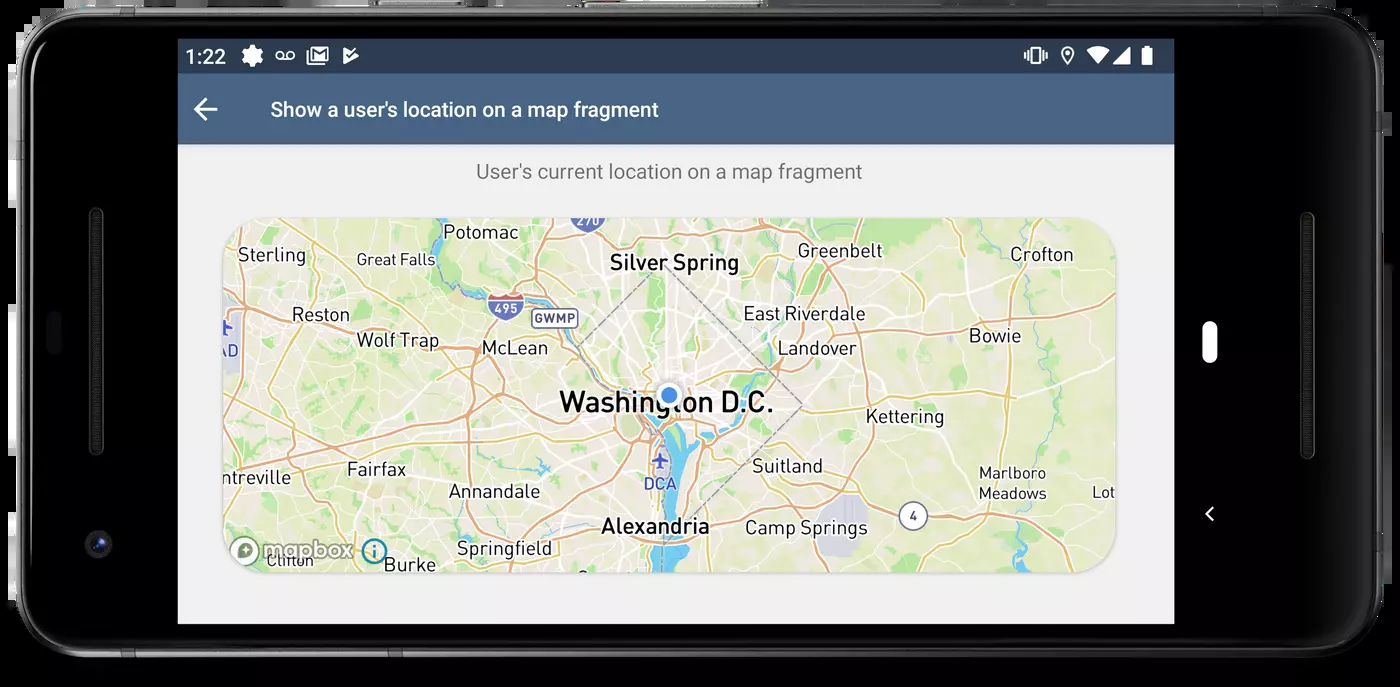 1:22
Show a user's location on a map fragment
User's current location on a map fragment
270
Potomac
Sterling
Great Falls
Silver Spring
Greenbelt
Crofton
495
GWMP
Reston
East Riverdale
Wolf Trap
McLean
Landover
Bowie
AD
Washington D.C.
Kettering
ntreville
Fairfax
DCA
Suitland
Marlboro
Meadows
Annandale
Lot
Alexandria
Camp Springs
4
mapbox
Clifton
Burke
Springfield